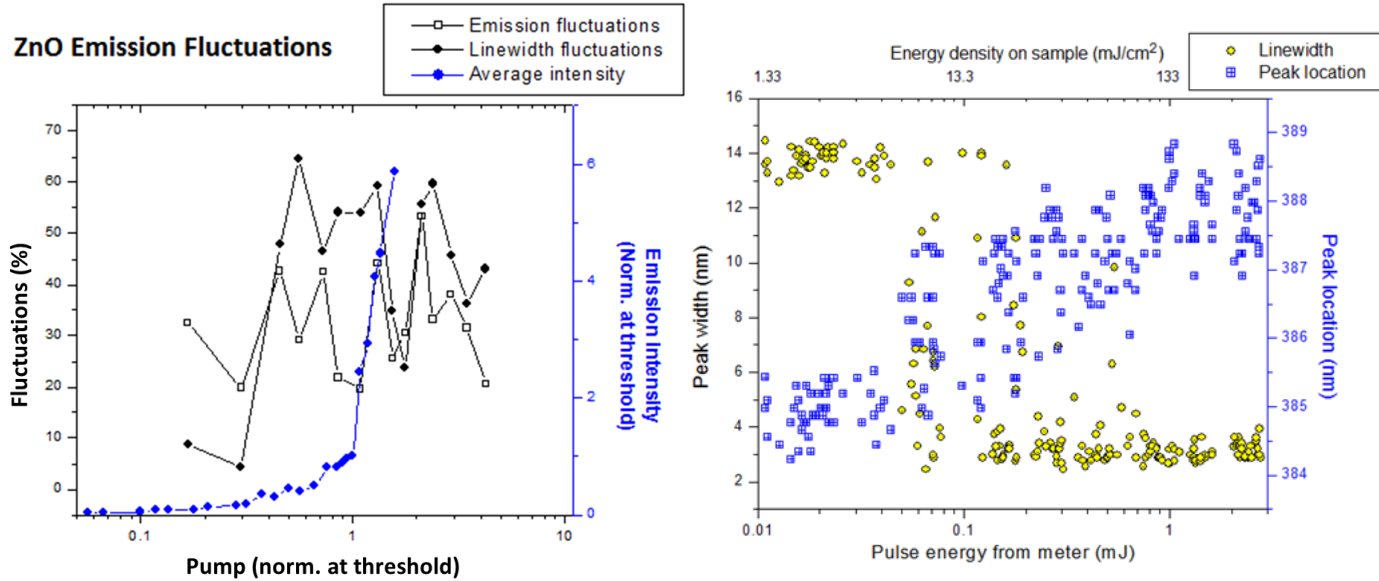 ZnO Emission Fluctuations
Emission fluctuations
Linewidth fluctuations
Average intensity
70
60
50
40
30
20
10
0
Fluctuations (%)
0.1
1
10
Pump (norm. at threshold)
6
4
2
0
Emission Intensity
(Norm. at threshold)
Linewidth
Peak location
Energy density on sample (mJ/cm²)
1.33
13.3
133
16
14
12
10
8
6
4
2
Peak width (nm)
0.01
0.1
1
Pulse energy from meter (mJ)
389
388
387
386
385
384
Peak location (nm)